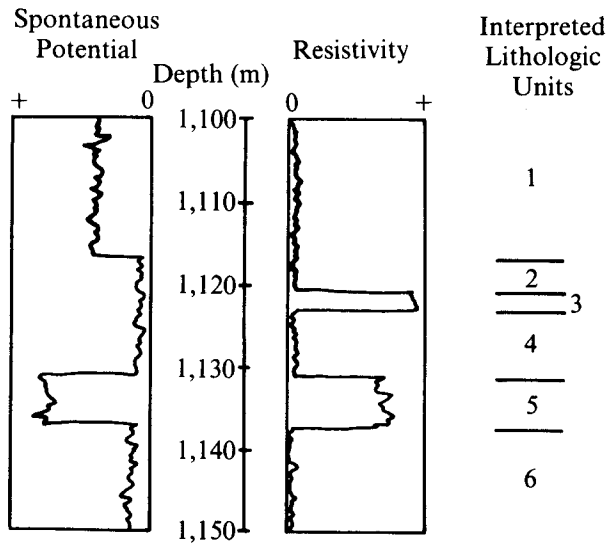 Spontaneous
Potential
Depth (m)
Resistivity
Interpreted
Lithologic
Units
+ 0
0 +
1,100
1,110
1,120
1,130
1,140
1,150
1
2
3
4
5
6